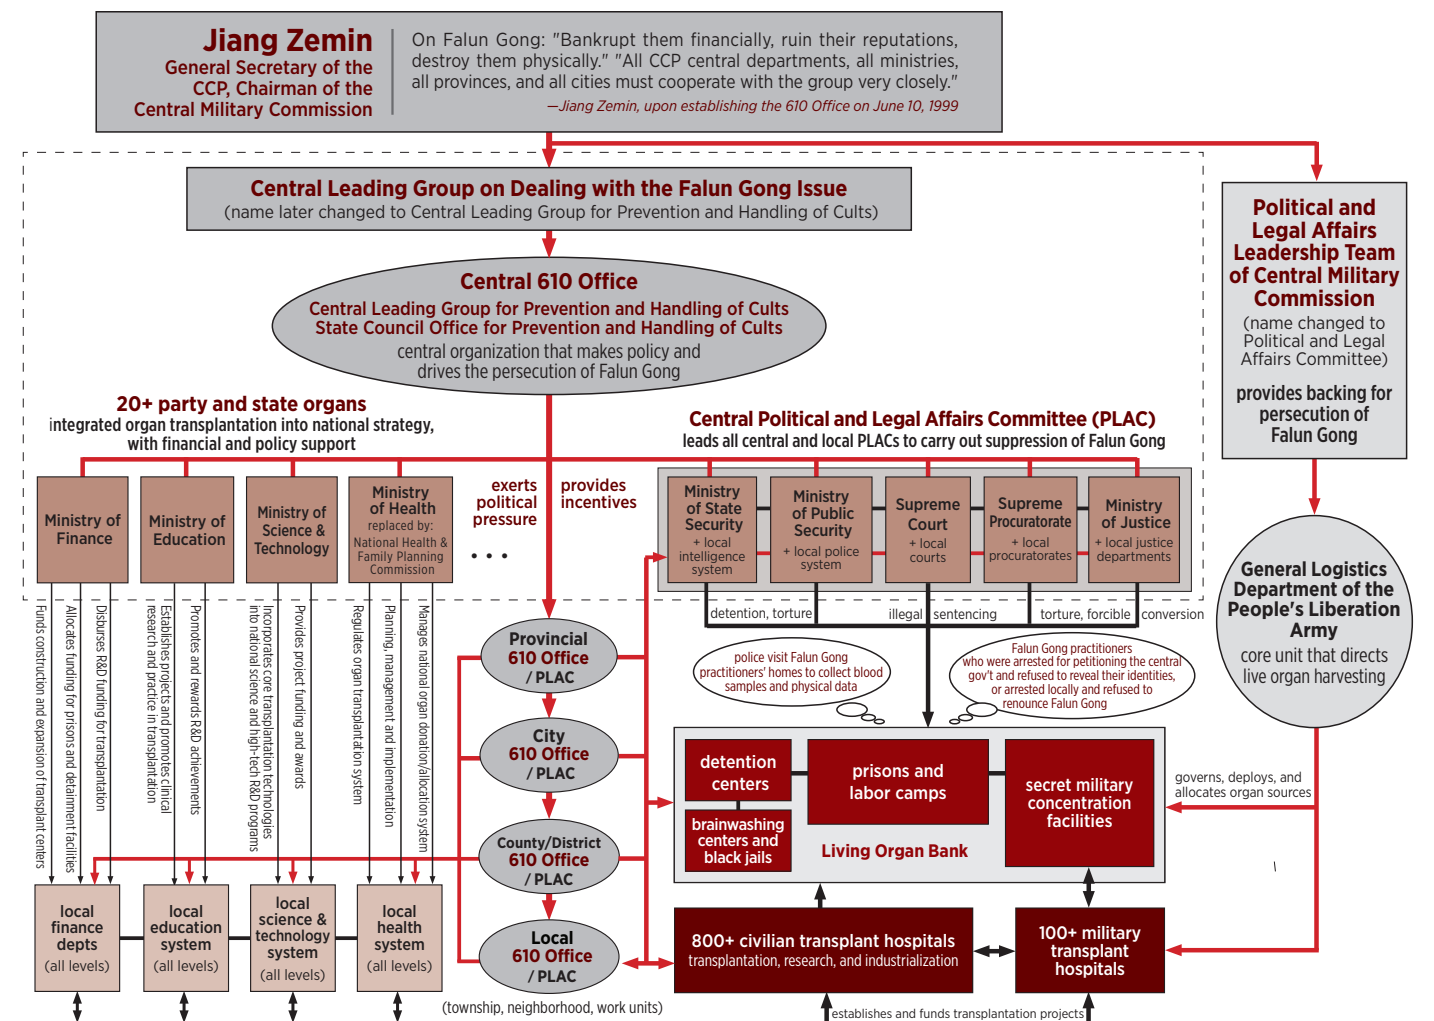 Jiang Zemin
General Secretary of the
CCP, Chairman of the
Central Military Commission
On Falun Gong: "Bankrupt them financially, ruin their reputations,
destroy them physically." "All CCP central departments, all ministries,
all provinces, and all cities must cooperate with the group very closely."
—Jiang Zemin, upon establishing the 610 Office on June 10, 1999
Central Leading Group on Dealing with the Falun Gong Issue
(name later changed to Central Leading Group for Prevention and Handling of Cults)
Political and
Legal Affairs
Leadership Team
of Central Military
Commission
(name changed to
Political and Legal
Affairs Committee)
provides backing for
persecution of
Falun Gong
Central 610 Office
Central Leading Group for Prevention and Handling of Cults
State Council Office for Prevention and Handling of Cults
central organization that makes policy and
drives the persecution of Falun Gong
20+ party and state organs
integrated organ transplantation into national strategy,
with financial and policy support
Central Political and Legal Affairs Committee (PLAC)
leads all central and local PLACs to carry out suppression of Falun Gong
Ministry of
Finance
Ministry of
Education
Ministry of
Science &
Technology
Ministry
of Health
replaced by:
National Health &
Family Planning
Commission
• • •
exerts
political
pressure
provides
incentives
Ministry
of State
Security
+ local
intelligence
system
Ministry
of Public
Security
+ local police
system
Supreme
Court
+ local
courts
Supreme
Procuratorate
+ local
procuratorates
Ministry
of Justice
+ local justice
departments
General Logistics
Department of the
People's Liberation
Army
core unit that directs
live organ harvesting
Funds construction and expansion of transplant centers
Allocates funding for prisons and detainment facilities
Disburses R&D funding for transplantation
Establishes projects and promotes clinical
research and practice in transplantation
Promotes and rewards R&D achievements
Incorporates core transplantation technologies
into national science and high-tech R&D programs
Provides project funding and awards
Regulates organ transplantation system
Planning, management and implementation
Manages national organ donation/allocation system
detention, torture
illegal sentencing
torture, forcible conversion
Provincial
610 Office
/ PLAC
City
610 Office
/ PLAC
County/District
610 Office
/ PLAC
Local
610 Office
/ PLAC
(township, neighborhood, work units)
police visit Falun Gong
practitioners' homes to collect blood
samples and physical data
Falun Gong practitioners
who were arrested for petitioning the central
gov't and refused to reveal their identities,
or arrested locally and refused to
renounce Falun Gong
detention
centers
brainwashing
centers and
black jails
prisons and
labor camps
secret military
concentration
facilities
Living Organ Bank
governs, deploys, and
allocates organ sources
local
finance
depts
(all levels)
local
education
system
(all levels)
local
science &
technology
system
(all levels)
local
health
system
(all levels)
800+ civilian transplant hospitals
transplantation, research, and industrialization
100+ military
transplant
hospitals
establishes and funds transplantation projects